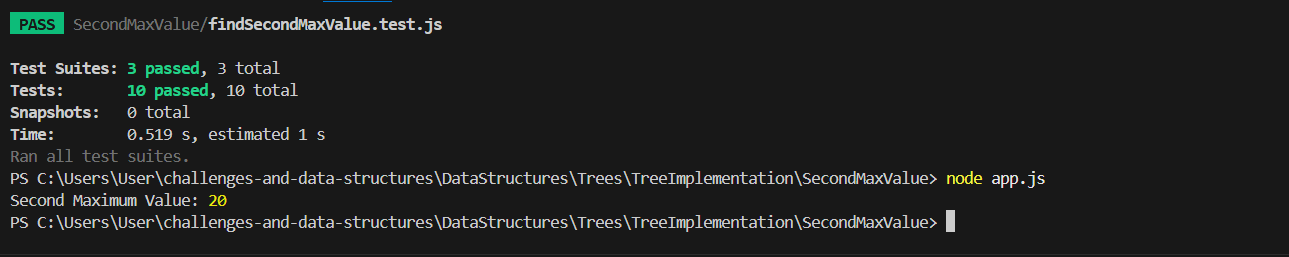 PASS SecondMaxValue/findSecondMaxValue.test.js
Test Suites: 3 passed, 3 total
Tests:       10 passed, 10 total
Snapshots:   0 total
Time:        0.519 s, estimated 1 s
Ran all test suites.
PS C:\Users\User\challenges-and-data-structures\DataStructures\Trees\TreeImplementation\SecondMaxValue> node app.js
Second Maximum Value: 20
PS C:\Users\User\challenges-and-data-structures\DataStructures\Trees\TreeImplementation\SecondMaxValue>